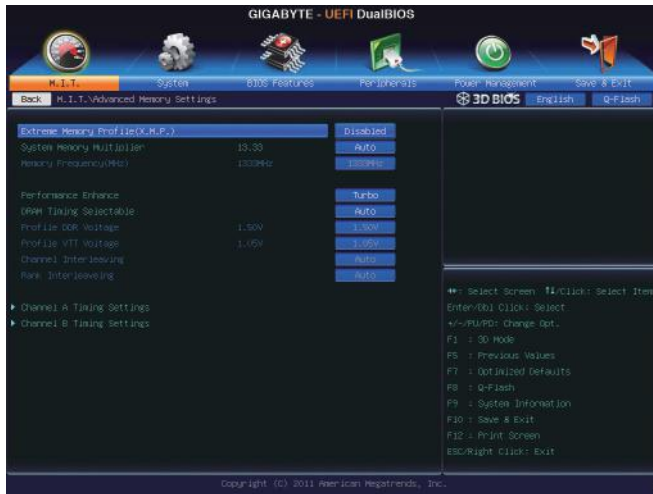 GIGABYTE - UEFI DualBIOS
M.I.T.
System
BIOS Features
Peripherals
Power Management
Save & Exit
Back M.I.T.\Advanced Memory Settings
3D BIOS English Q-Flash
Extreme Memory Profile(X.M.P.) Disabled
System Memory Multiplier 13.33 Auto
Memory Frequency(MHz) 1333MHz 1333MHz
Performance Enhance Turbo
DRAM Timing Selectable Auto
Profile DDR Voltage 1.50V 1.50V
Profile VTT Voltage 1.05V 1.05V
Channel Interleaving Auto
Rank Interleaveing Auto
Channel A Timing Settings
Channel B Timing Settings
: Select Screen ↑↓/Click: Select Item
Enter/Dbl Click: Select
+/-/PU/PD: Change Opt.
F1 : 3D Mode
F5 : Previous Values
F7 : Optimized Defaults
F8 : Q-Flash
F9 : System Information
F10 : Save & Exit
F12 : Print Screen
ESC/Right Click: Exit
Copyright (C) 2011 American Megatrends, Inc.